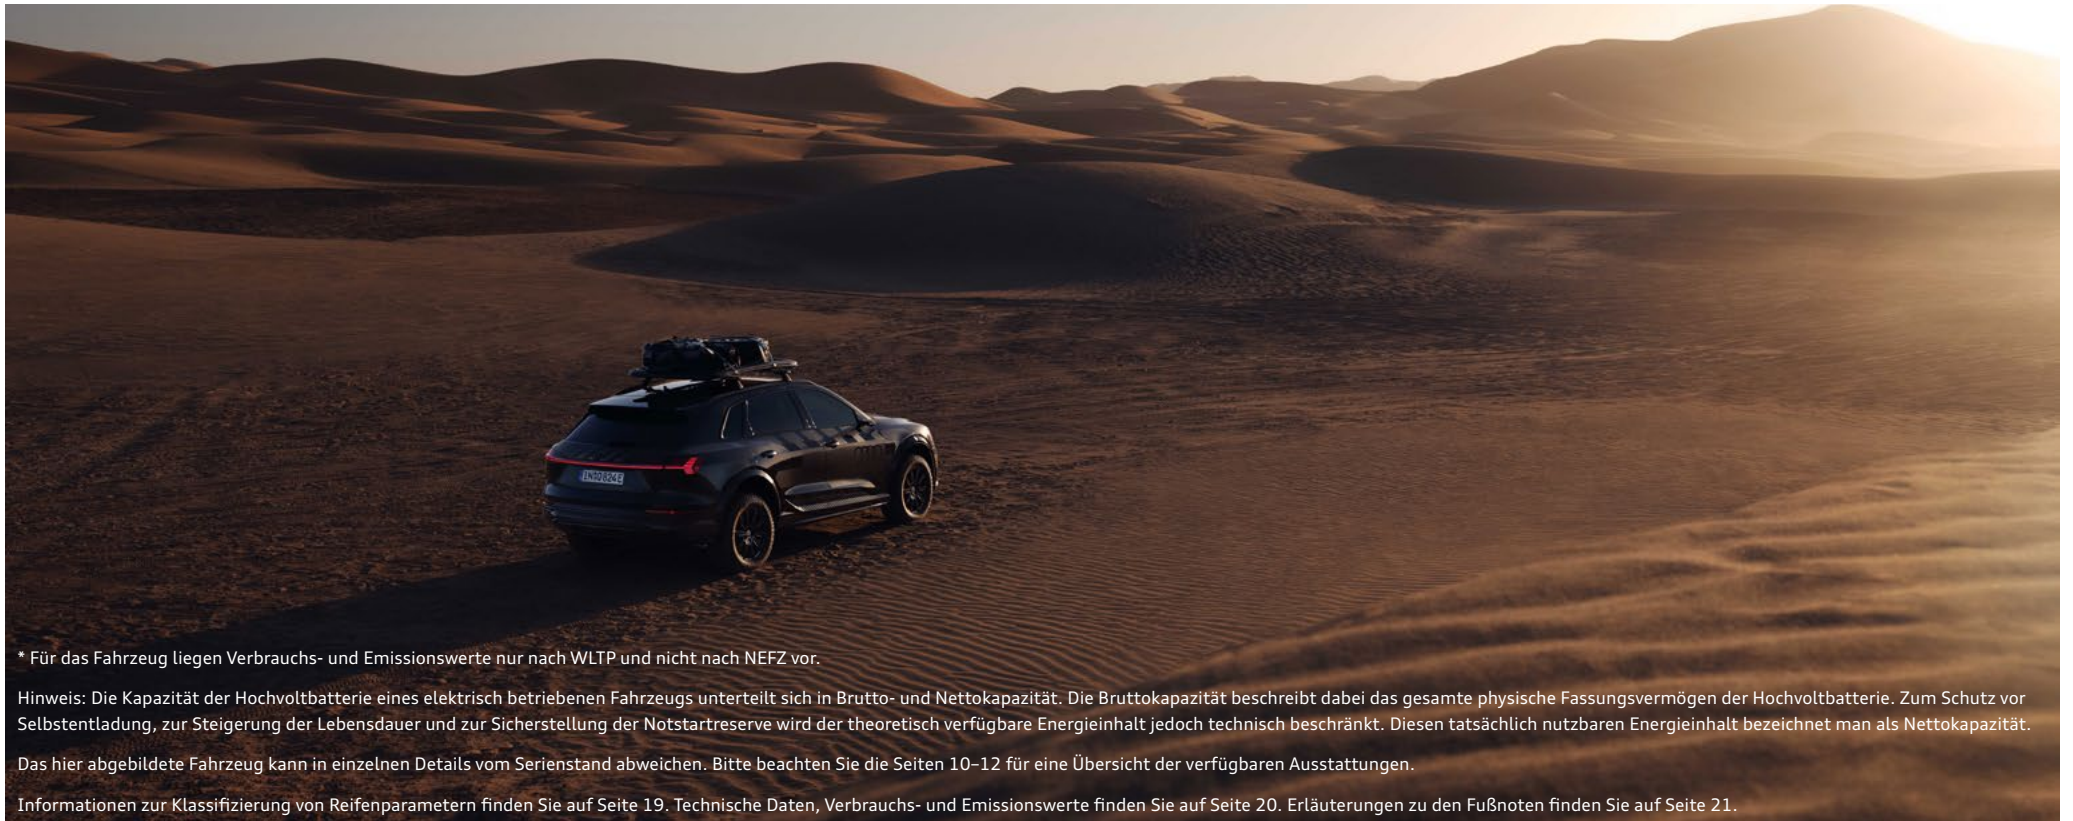 IN Q 824E
* Für das Fahrzeug liegen Verbrauchs- und Emissionswerte nur nach WLTP und nicht nach NEFZ vor.
Hinweis: Die Kapazität der Hochvoltbatterie eines elektrisch betriebenen Fahrzeugs unterteilt sich in Brutto- und Nettokapazität. Die Bruttokapazität beschreibt dabei das gesamte physische Fassungsvermögen der Hochvoltbatterie. Zum Schutz vor
Selbstentladung, zur Steigerung der Lebensdauer und zur Sicherstellung der Notstartreserve wird der theoretisch verfügbare Energieinhalt jedoch technisch beschränkt. Diesen tatsächlich nutzbaren Energieinhalt bezeichnet man als Nettokapazität.
Das hier abgebildete Fahrzeug kann in einzelnen Details vom Serienstand abweichen. Bitte beachten Sie die Seiten 10–12 für eine Übersicht der verfügbaren Ausstattungen.
Informationen zur Klassifizierung von Reifenparametern finden Sie auf Seite 19. Technische Daten, Verbrauchs- und Emissionswerte finden Sie auf Seite 20. Erläuterungen zu den Fußnoten finden Sie auf Seite 21.